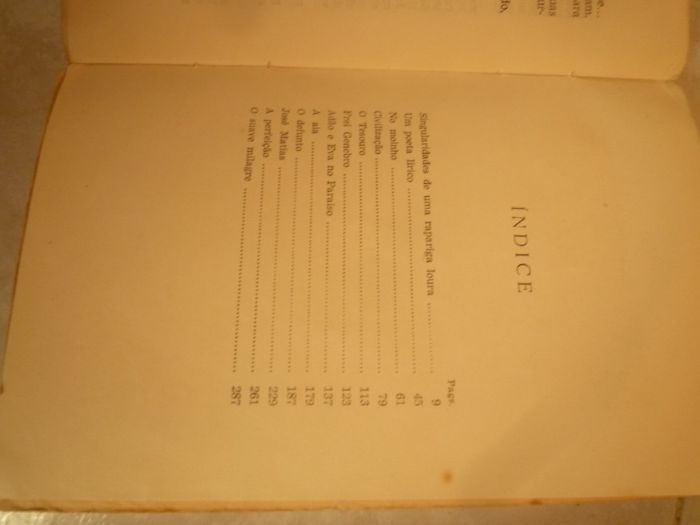 ÍNDICE
Págs.
Singularidades de uma rapariga loura .......... 9
Um poeta lírico .......... 45
No moinho .......... 61
Civilização .......... 79
O Tesouro .......... 113
Frei Genebro .......... 123
Adão e Eva no Paraíso .......... 137
A aia .......... 179
O defunto .......... 187
José Matias .......... 229
A perfeição .......... 261
O suave milagre .......... 287